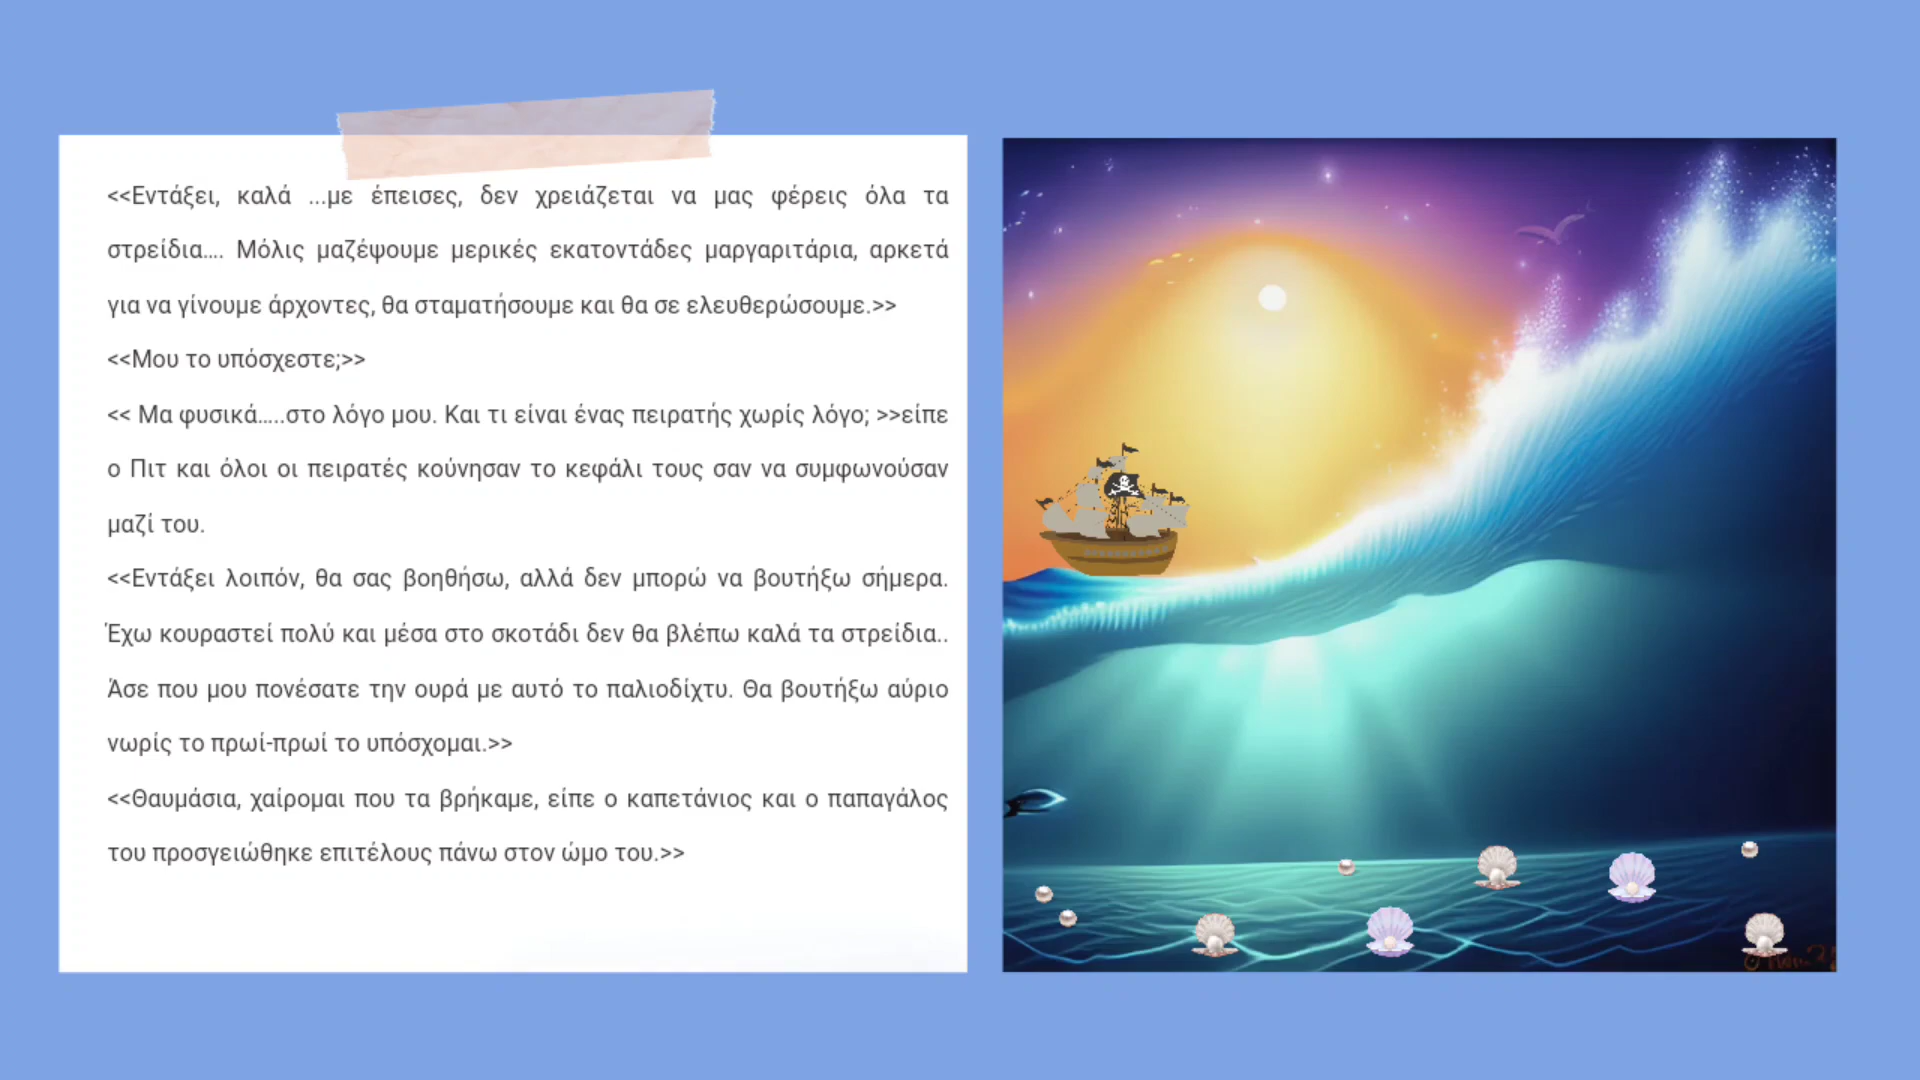 <<Εντάξει, καλά ...με έπεισες, δεν χρειάζεται να μας φέρεις όλα τα
στρείδια.... Μόλις μαζέψουμε μερικές εκατοντάδες μαργαριτάρια, αρκετά
για να γίνουμε άρχοντες, θα σταματήσουμε και θα σε ελευθερώσουμε.>>
<<Μου το υπόσχεστε;>>
<< Μα φυσικά.....στο λόγο μου. Και τι είναι ένας πειρατής χωρίς λόγο; >>είπε
ο Πιτ και όλοι οι πειρατές κούνησαν το κεφάλι τους σαν να συμφωνούσαν
μαζί του.
<<Εντάξει λοιπόν, θα σας βοηθήσω, αλλά δεν μπορώ να βουτήξω σήμερα.
Έχω κουραστεί πολύ και μέσα στο σκοτάδι δεν θα βλέπω καλά τα στρείδια..
Άσε που μου πονέσατε την ουρά με αυτό το παλιοδίχτυ. Θα βουτήξω αύριο
νωρίς το πρωί-πρωί το υπόσχομαι.>>
<<Θαυμάσια, χαίρομαι που τα βρήκαμε, είπε ο καπετάνιος και ο παπαγάλος
του προσγειώθηκε επιτέλους πάνω στον ώμο του.>>